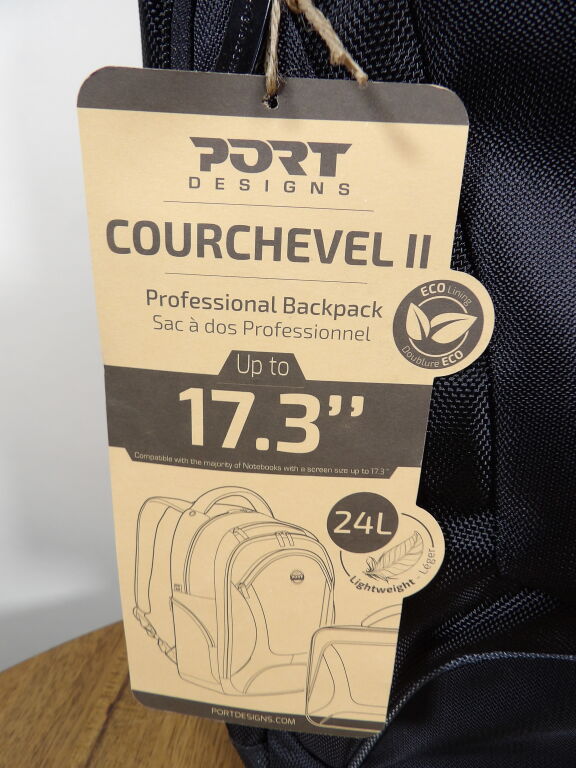 PORT
DESIGNS
COURCHEVEL II
Professional Backpack
Sac à dos Professionnel
ECO Lining
Doublure ECO
Up to
17.3”
Compatible with the majority of Notebooks with a screen size up to 17.3"
24L
Lightweight - Léger
PORT
PORTDESIGNS.COM